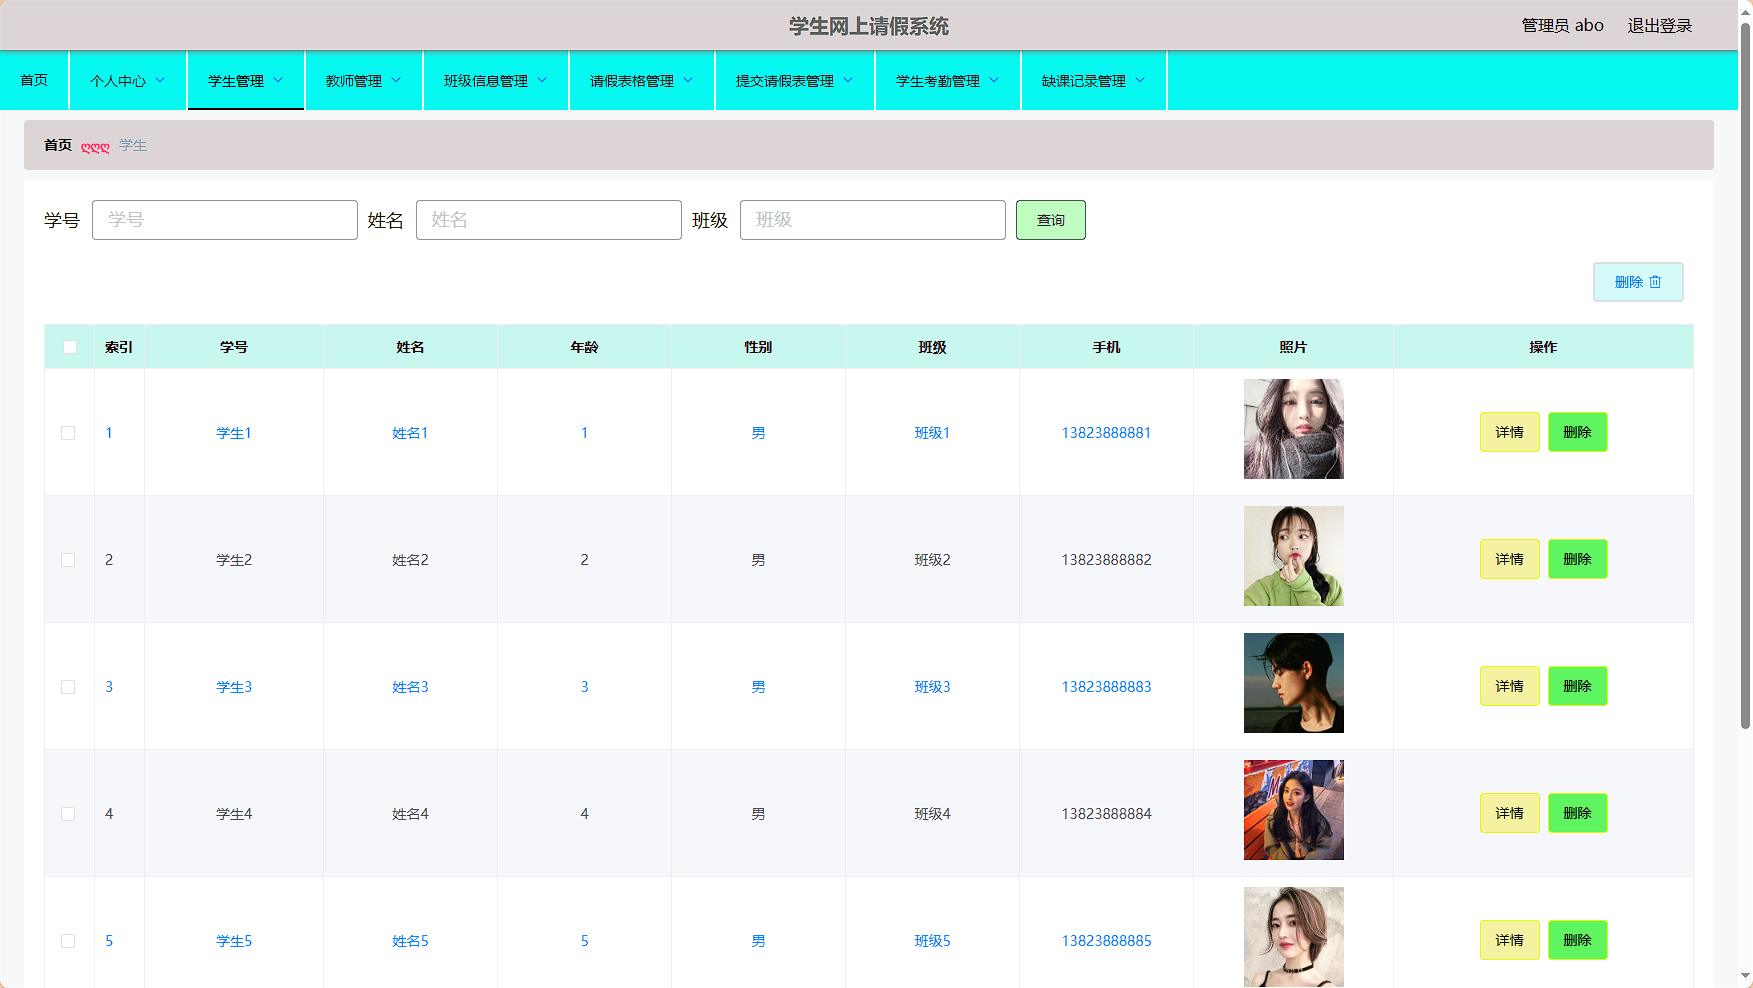 学生网上请假系统
管理员 abo 退出登录
首页 个人中心 学生管理 教师管理 班级信息管理 请假表格管理 提交请假表管理 学生考勤管理 缺课记录管理
首页 ღღღ 学生
学号 学号 姓名 姓名 班级 班级 查询
删除
索引 学号 姓名 年龄 性别 班级 手机 照片 操作
1 学生1 姓名1 1 男 班级1 13823888881 详情 删除
2 学生2 姓名2 2 男 班级2 13823888882 详情 删除
3 学生3 姓名3 3 男 班级3 13823888883 详情 删除
4 学生4 姓名4 4 男 班级4 13823888884 详情 删除
5 学生5 姓名5 5 男 班级5 13823888885 详情 删除